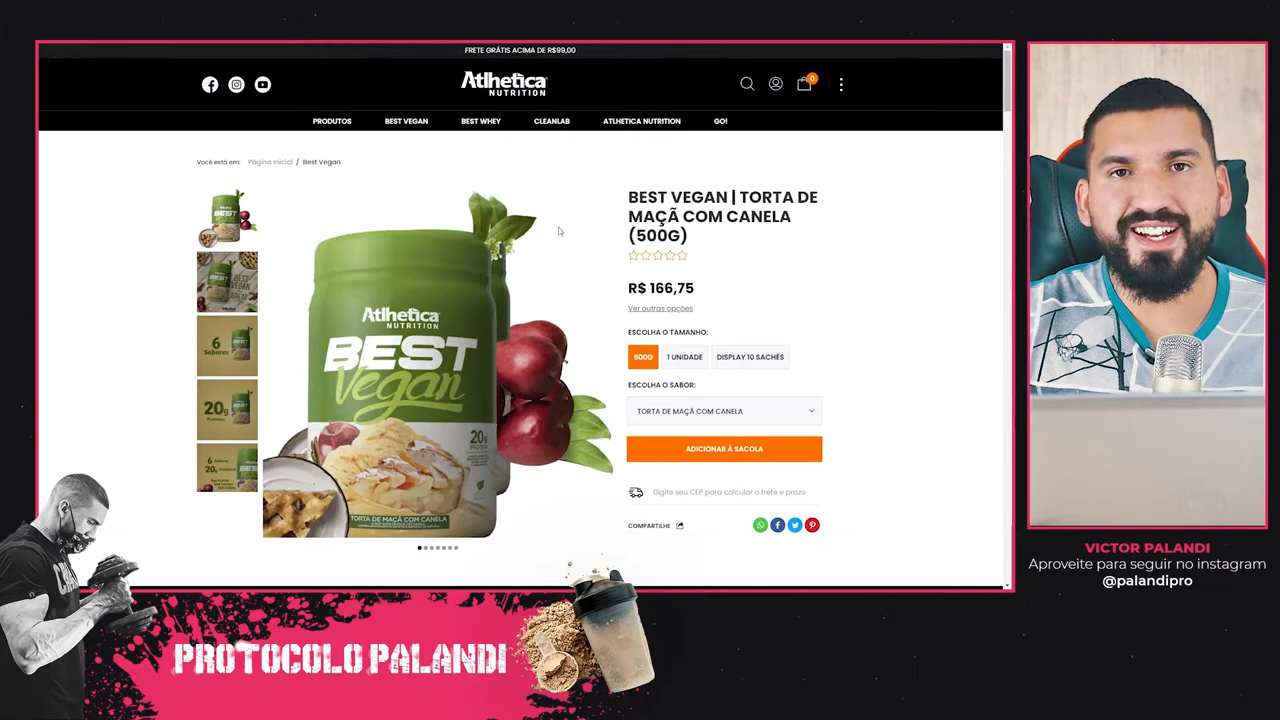 FRETE GRÁTIS ACIMA DE R$99,00
Atlhetica
NUTRITION
0
PRODUTOS
BEST VEGAN
BEST WHEY
CLEANLAB
ATLHETICA NUTRITION
GO!
Você está em: Página Inicial / Best Vegan
6
Sabores
20g
Atlhetica
NUTRITION
BEST
Vegan
20g
TORTA DE MAÇÃ COM CANELA
BEST VEGAN | TORTA DE
MAÇÃ COM CANELA
(500G)
R$ 166,75
Ver outras opções
ESCOLHA O TAMANHO:
500G
1 UNIDADE
DISPLAY 10 SACHÊS
ESCOLHA O SABOR:
TORTA DE MAÇÃ COM CANELA
ADICIONAR À SACOLA
Digite seu CEP para calcular o frete e prazo
COMPARTILHE
VICTOR PALANDI
Aproveite para seguir no instagram
@palandipro
PROTOCOLO PALANDI